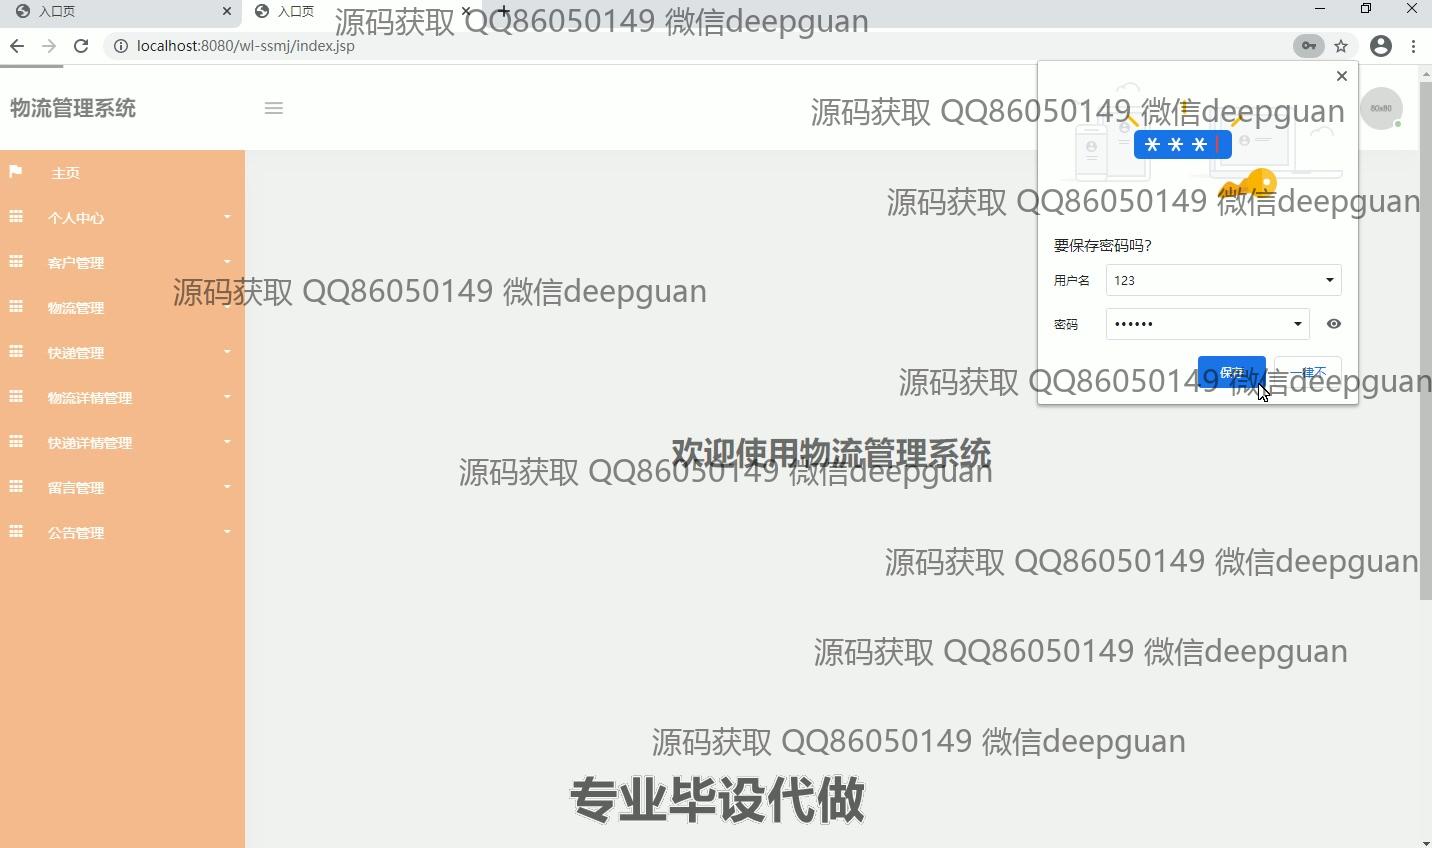 入口页
入口页
源码获取 QQ86050149 微信deepguan
localhost:8080/wl-ssmj/index.jsp
物流管理系统
源码获取 QQ86050149 微信deepguan
80x80
***
主页
源码获取 QQ86050149 微信deepguan
个人中心
要保存密码吗?
客户管理
用户名 123
源码获取 QQ86050149 微信deepguan
物流管理
密码 ••••••
快递管理
保存
一律不
源码获取 QQ86050149 微信deepguan
物流详情管理
快递详情管理
欢迎使用物流管理系统
源码获取 QQ86050149 微信deepguan
留言管理
公告管理
源码获取 QQ86050149 微信deepguan
源码获取 QQ86050149 微信deepguan
源码获取 QQ86050149 微信deepguan
专业毕设代做